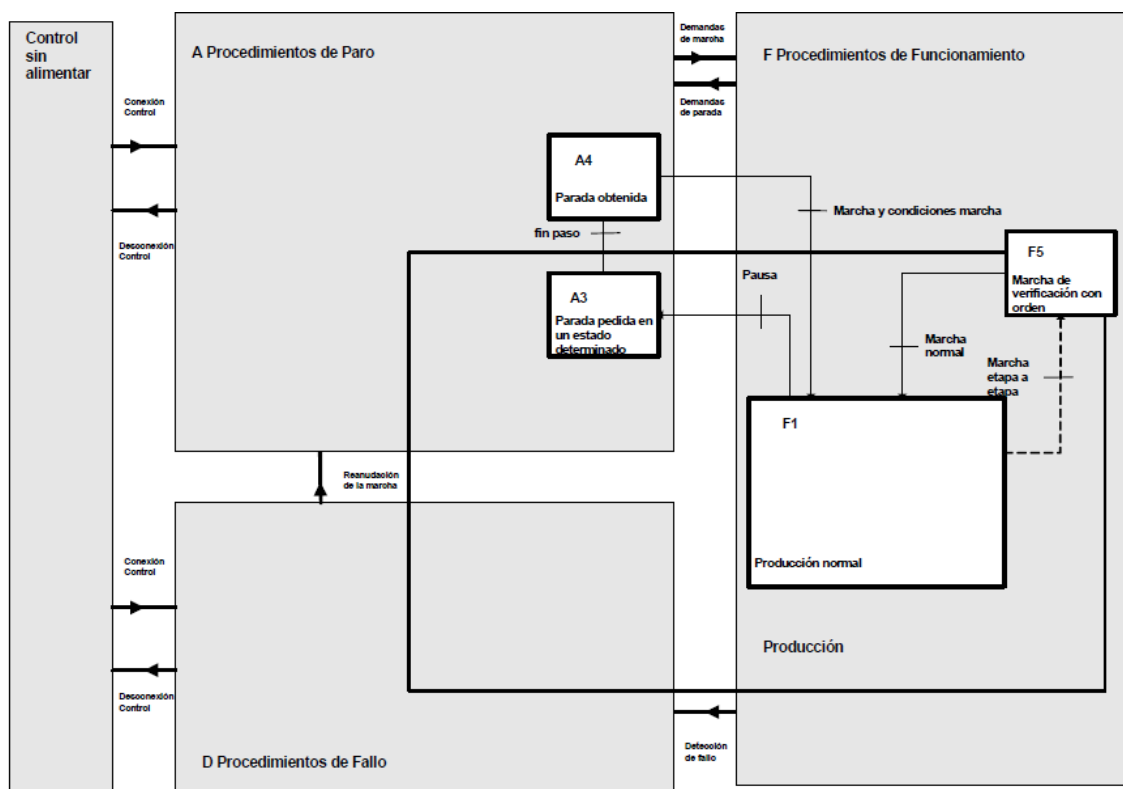 Control
sin
alimentar
Conexión
Control
Desconexión
Control
Conexión
Control
Desconexión
Control
A Procedimientos de Paro
A4
Parada obtenida
fin paso
A3
Parada pedida en
un estado
determinado
Reanudación
de la marcha
D Procedimientos de Fallo
Demandas
de marcha
Demandas
de parada
Detección
de fallo
F Procedimientos de Funcionamiento
Marcha y condiciones marcha
Pausa
F5
Marcha de
verificación con
orden
Marcha
normal
Marcha
etapa a
etapa
F1
Producción normal
Producción